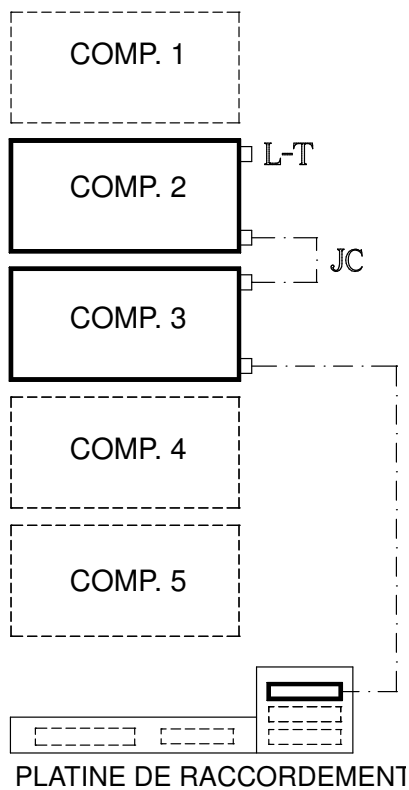 COMP. 1
L-T
COMP. 2
JC
COMP. 3
COMP. 4
COMP. 5
PLATINE DE RACCORDEMENT